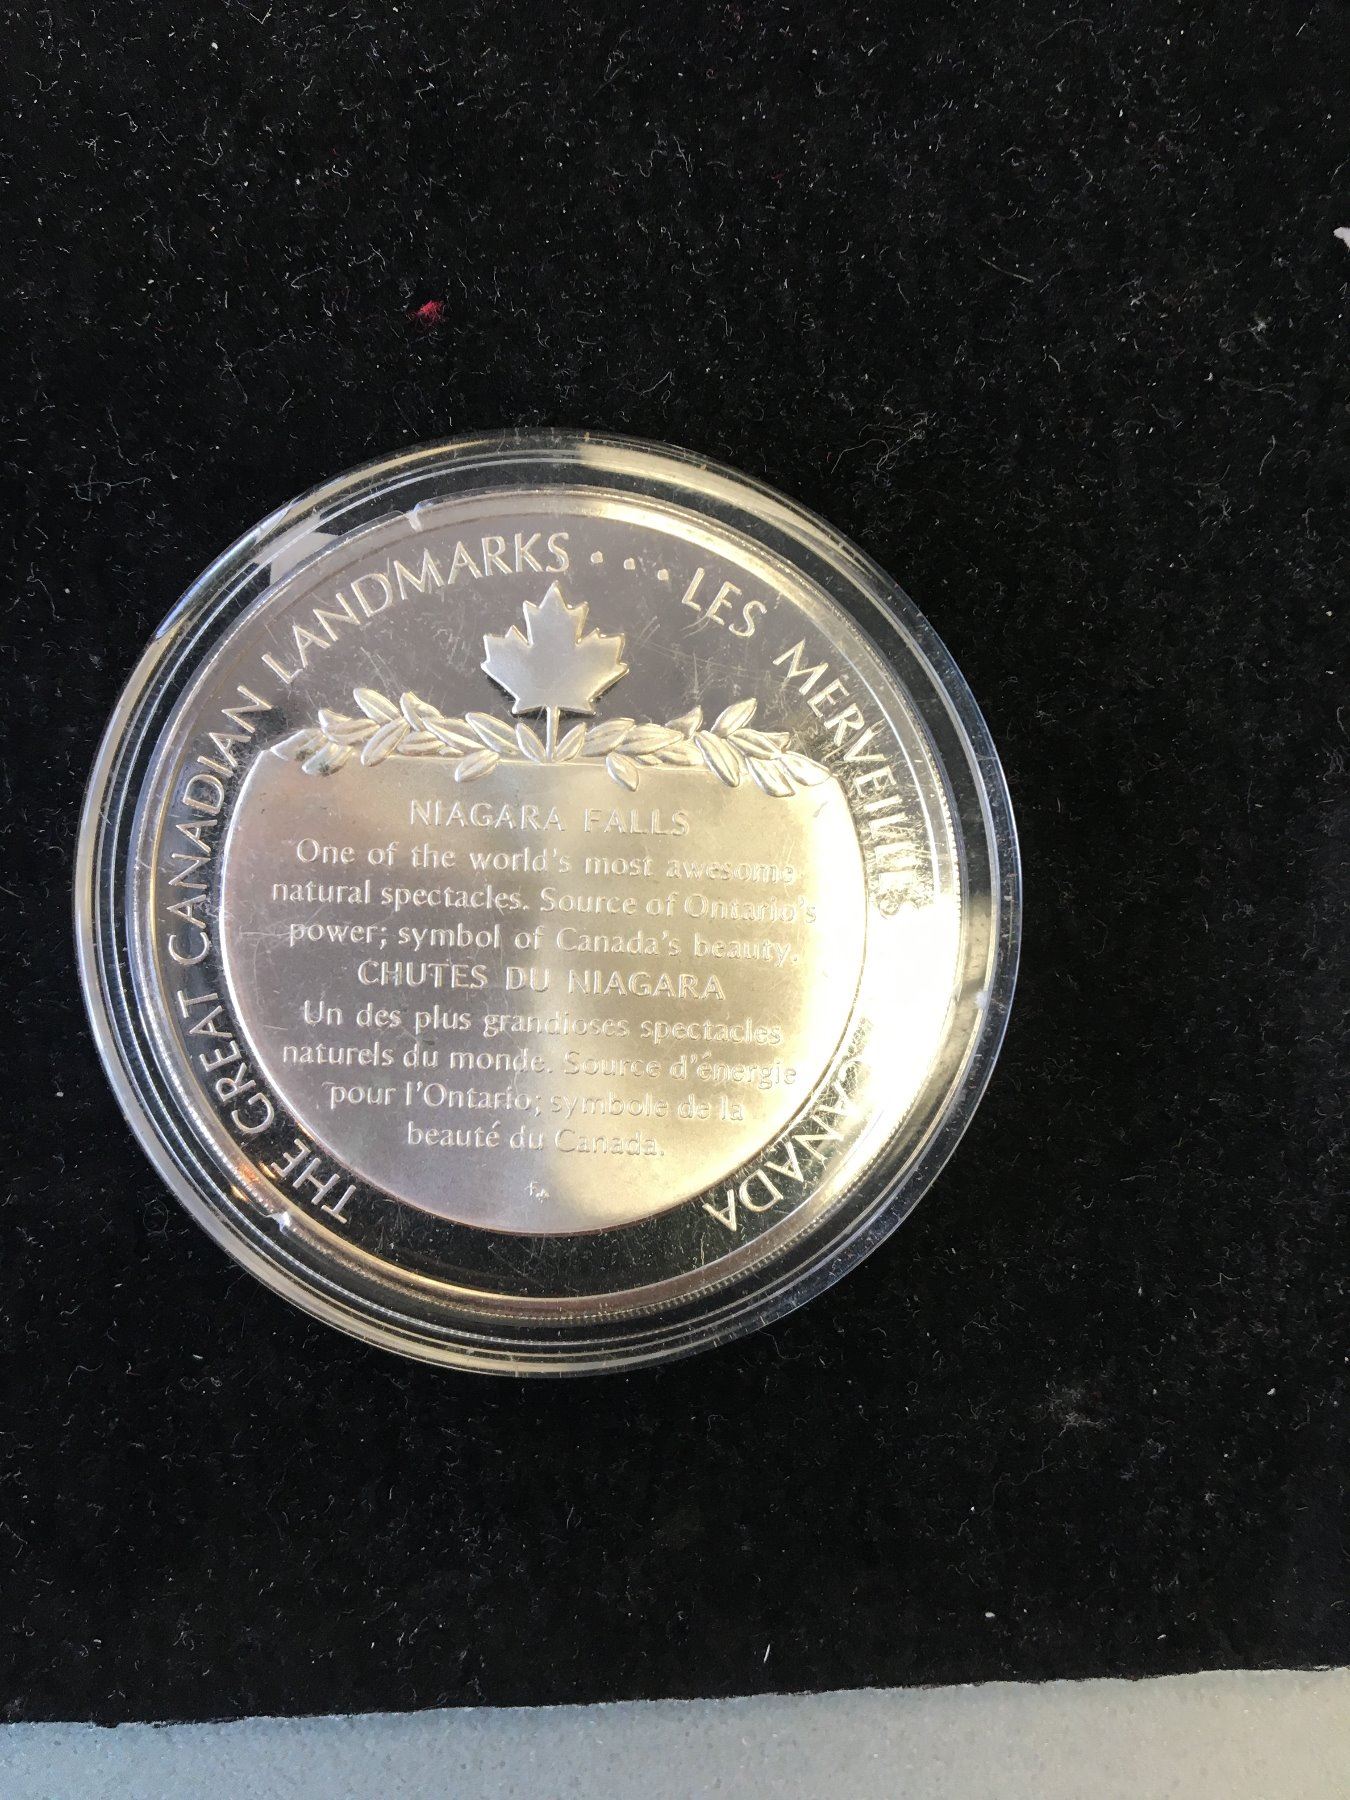 THE GREAT CANADIAN LANDMARKS . . . LES MERVEILLES CANADA
NIAGARA FALLS
One of the world's most awesome
natural spectacles. Source of Ontario's
power; symbol of Canada's beauty.
CHUTES DU NIAGARA
Un des plus grandioses spectacles
naturels du monde. Source d'énergie
pour l'Ontario; symbole de la
beauté du Canada.